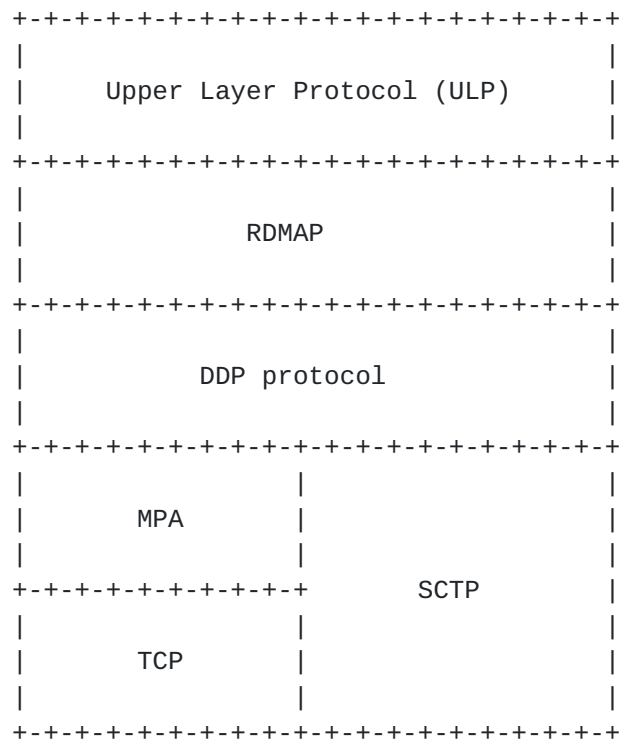 Upper Layer Protocol (ULP)
RDMAP
DDP protocol
MPA
SCTP
TCP